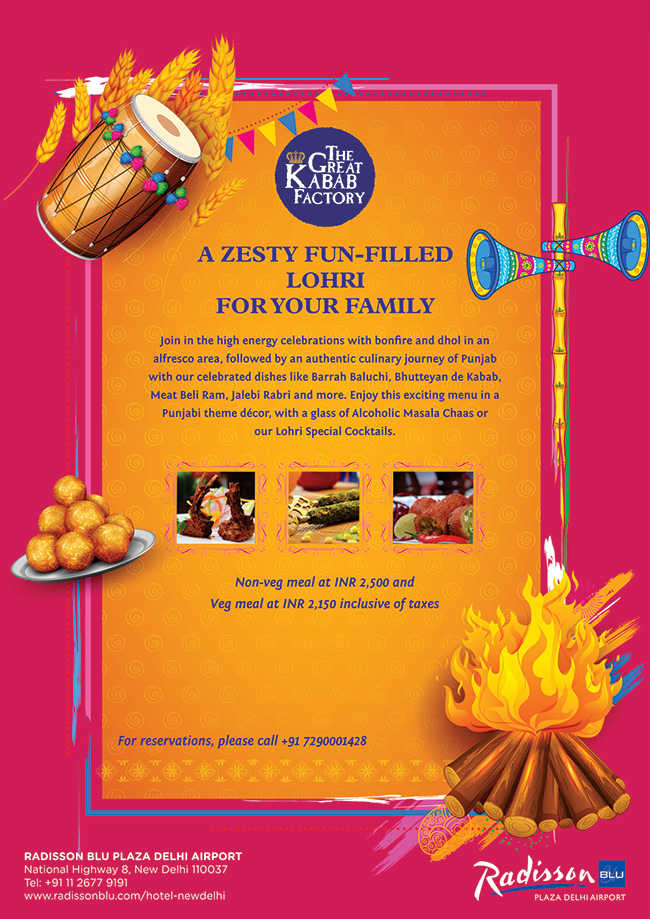 THE
GREAT
KABAB
FACTORY
A ZESTY FUN-FILLED
LOHRI
FOR YOUR FAMILY
Join in the high energy celebrations with bonfire and dhol in an
alfresco area, followed by an authentic culinary journey of Punjab
with our celebrated dishes like Barrah Baluchi, Bhutteyan de Kabab,
Meat Beli Ram, Jalebi Rabri and more. Enjoy this exciting menu in a
Punjabi theme décor, with a glass of Alcoholic Masala Chaas or
our Lohri Special Cocktails.
Non-veg meal at INR 2,500 and
Veg meal at INR 2,150 inclusive of taxes
For reservations, please call +91 7290001428
RADISSON BLU PLAZA DELHI AIRPORT
National Highway 8, New Delhi 110037
Tel: +91 11 2677 9191
www.radissonblu.com/hotel-newdelhi
Radisson BLU
PLAZA DELHI AIRPORT